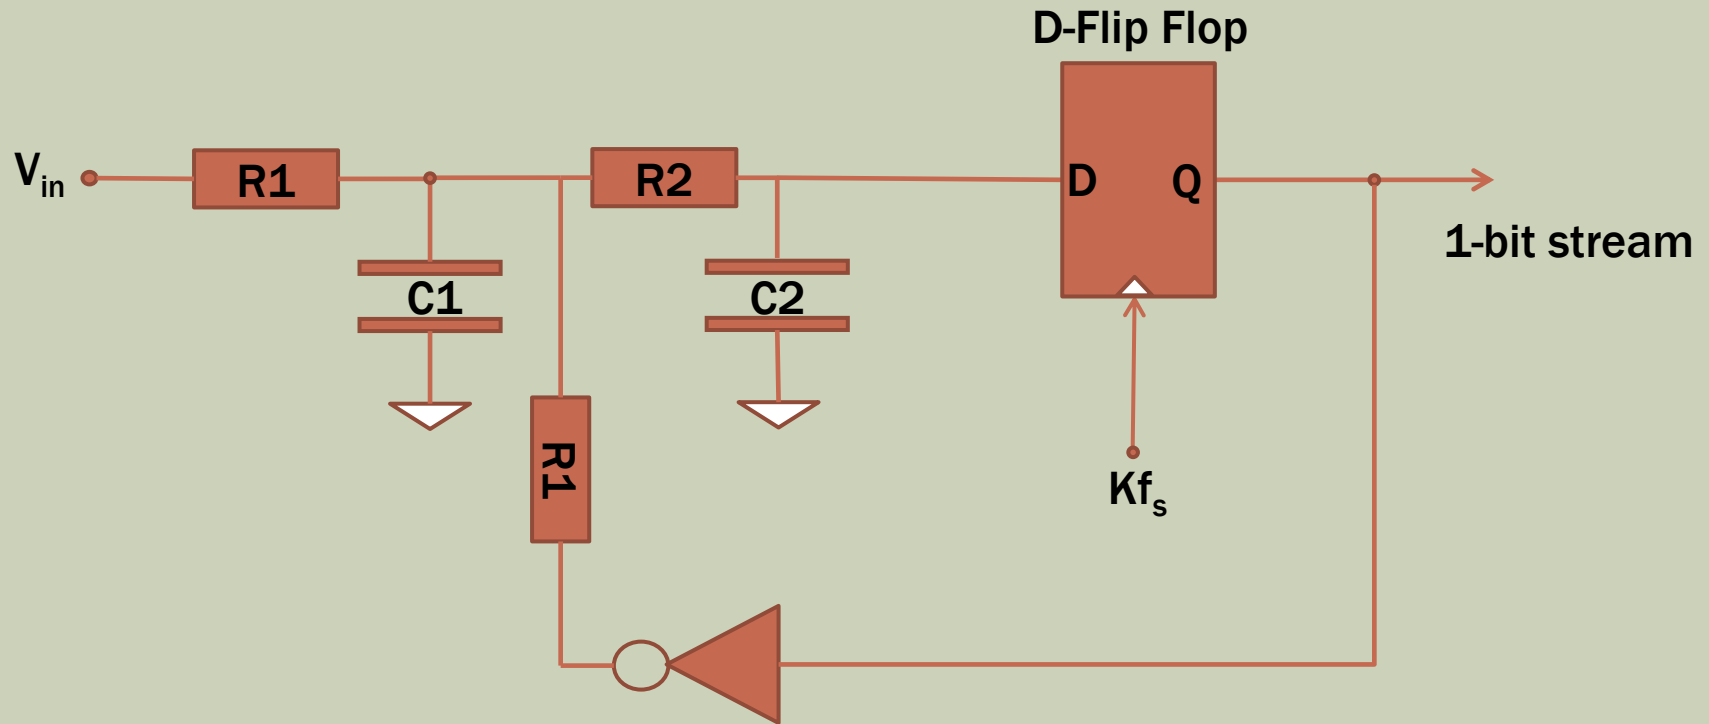 D-Flip Flop
Vin
R1
R2
D
Q
1-bit stream
C1
C2
R1
Kfs